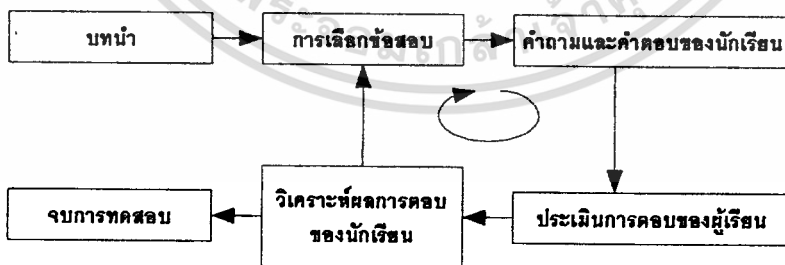 บทนำ
การเลือกข้อสอบ
คำถามและคำตอบของนักเรียน
จบการทดสอบ
วิเคราะห์ผลการตอบ
ของนักเรียน
ประเมินการตอบของผู้เรียน